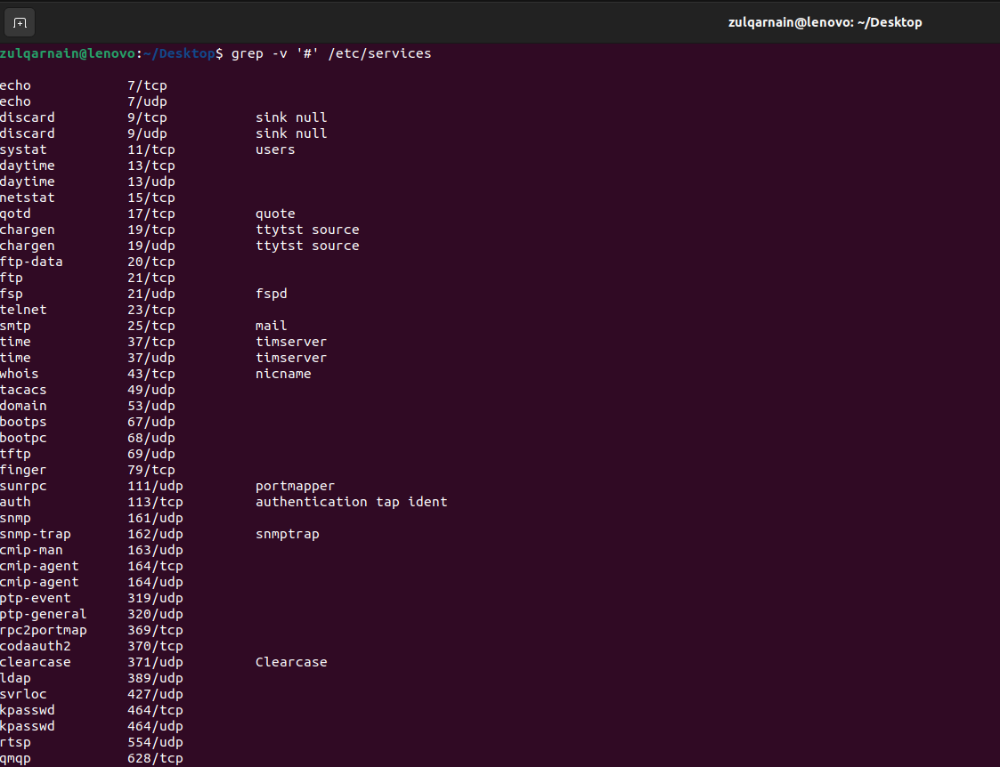 zulqarnain@lenovo: ~/Desktop
zulqarnain@lenovo:~/Desktop$ grep -v '#' /etc/services
echo 7/tcp
echo 7/udp
discard 9/tcp sink null
discard 9/udp sink null
systat 11/tcp users
daytime 13/tcp
daytime 13/udp
netstat 15/tcp
qotd 17/tcp quote
chargen 19/tcp ttytst source
chargen 19/udp ttytst source
ftp-data 20/tcp
ftp 21/tcp
fsp 21/udp fspd
telnet 23/tcp
smtp 25/tcp mail
time 37/tcp timserver
time 37/udp timserver
whois 43/tcp nicname
tacacs 49/udp
domain 53/udp
bootps 67/udp
bootpc 68/udp
tftp 69/udp
finger 79/tcp
sunrpc 111/udp portmapper
auth 113/tcp authentication tap ident
snmp 161/udp
snmp-trap 162/udp snmptrap
cmip-man 163/udp
cmip-agent 164/tcp
cmip-agent 164/udp
ptp-event 319/udp
ptp-general 320/udp
rpc2portmap 369/tcp
codaauth2 370/tcp
clearcase 371/udp Clearcase
ldap 389/udp
svrloc 427/udp
kpasswd 464/tcp
kpasswd 464/udp
rtsp 554/udp
qmqp 628/tcp